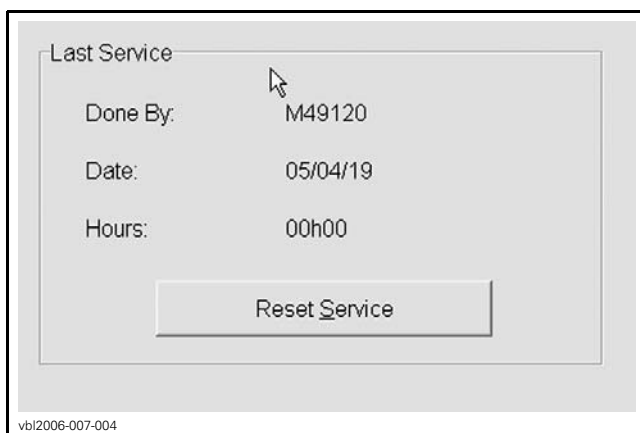 Last Service
Done By: M49120
Date: 05/04/19
Hours: 00h00
Reset Service
vbl2006-007-004